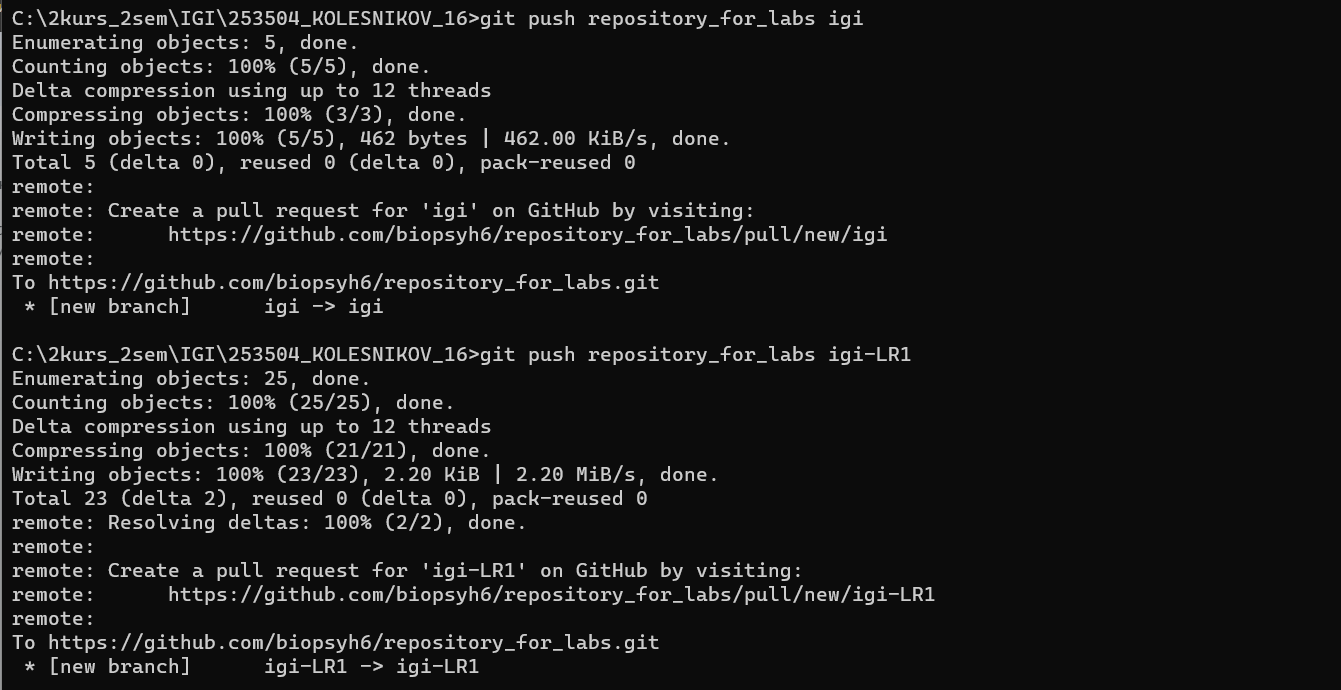 C:\2kurs_2sem\IGI\253504_KOLESNIKOV_16>git push repository_for_labs igi
Enumerating objects: 5, done.
Counting objects: 100% (5/5), done.
Delta compression using up to 12 threads
Compressing objects: 100% (3/3), done.
Writing objects: 100% (5/5), 462 bytes | 462.00 KiB/s, done.
Total 5 (delta 0), reused 0 (delta 0), pack-reused 0
remote:
remote: Create a pull request for 'igi' on GitHub by visiting:
remote:      https://github.com/biopsyh6/repository_for_labs/pull/new/igi
remote:
To https://github.com/biopsyh6/repository_for_labs.git
 * [new branch]      igi -> igi

C:\2kurs_2sem\IGI\253504_KOLESNIKOV_16>git push repository_for_labs igi-LR1
Enumerating objects: 25, done.
Counting objects: 100% (25/25), done.
Delta compression using up to 12 threads
Compressing objects: 100% (21/21), done.
Writing objects: 100% (23/23), 2.20 KiB | 2.20 MiB/s, done.
Total 23 (delta 2), reused 0 (delta 0), pack-reused 0
remote: Resolving deltas: 100% (2/2), done.
remote:
remote: Create a pull request for 'igi-LR1' on GitHub by visiting:
remote:      https://github.com/biopsyh6/repository_for_labs/pull/new/igi-LR1
remote:
To https://github.com/biopsyh6/repository_for_labs.git
 * [new branch]      igi-LR1 -> igi-LR1